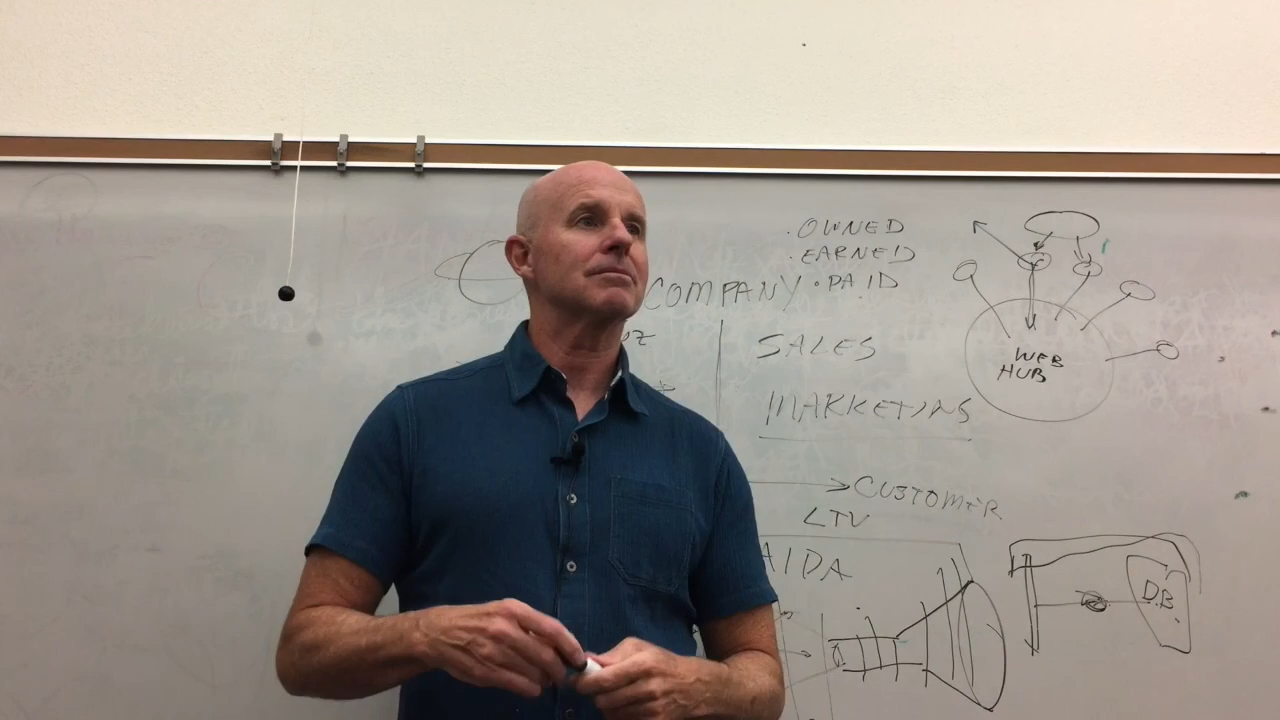 . OWNED
. EARNED
COMPANY . PAID
SALES
MARKETING
WEB
HUB
CUSTOMER
LTV
AIDA
D.B